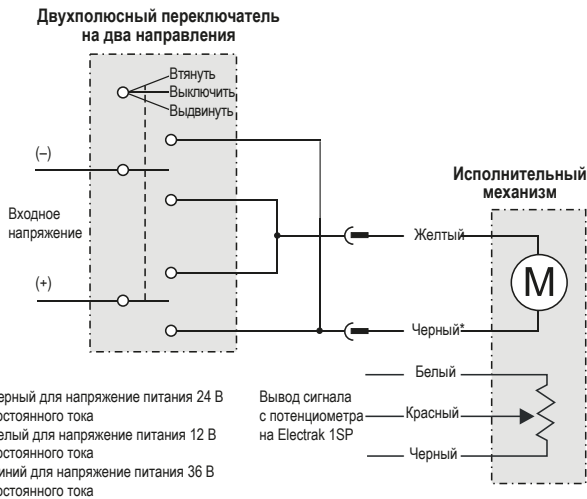 Двухполюсный переключатель
на два направления
Втянуть
Выключить
Выдвинуть
(–)
Входное
напряжение
(+)
Исполнительный
механизм
Желтый
M
Черный*
Белый
Красный
Черный
Вывод сигнала
с потенциометра
на Electrak 1SP
ерный для напряжение питания 24 В
остоянного тока
елый для напряжение питания 12 В
остоянного тока
иний для напряжение питания 36 В
остоянного тока